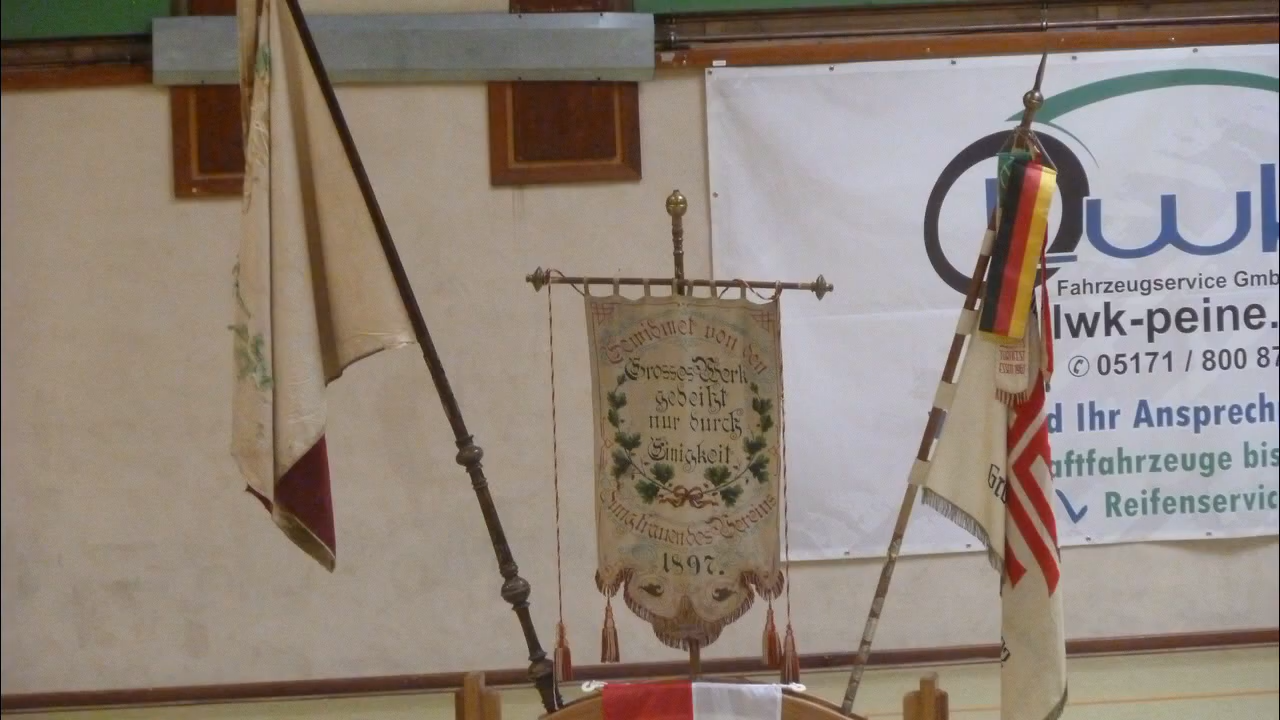 Gewidmet von den
Grosses Werk
gedeiht
nur durch
Einigkeit
Jungfrauen des Vereins
1897.
lwk
Fahrzeugservice Gmb
lwk-peine.
✆ 05171 / 800 87
d Ihr Ansprech
aftfahrzeuge bis
Reifenservic